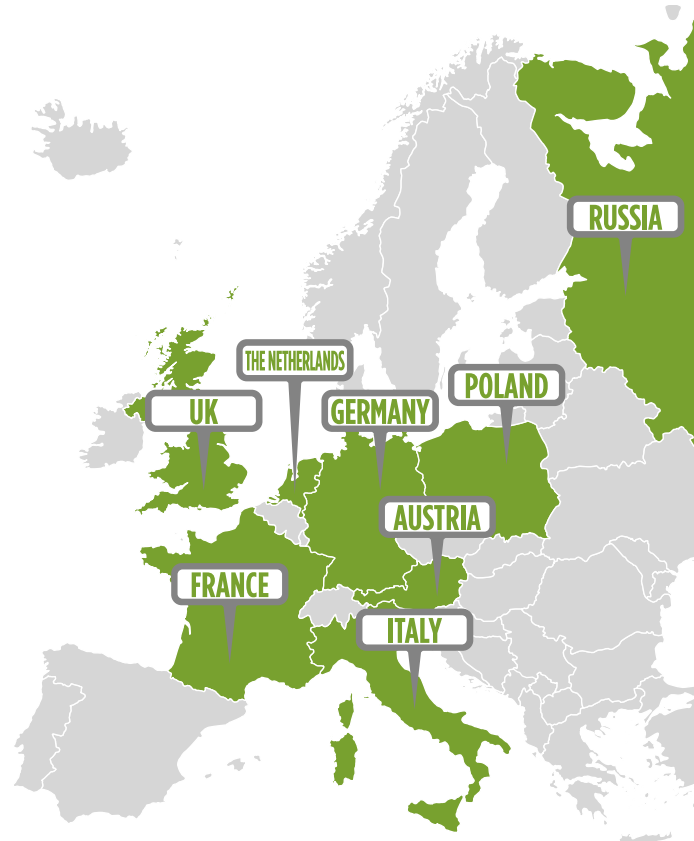 RUSSIA
THE NETHERLANDS
POLAND
UK
GERMANY
AUSTRIA
FRANCE
ITALY